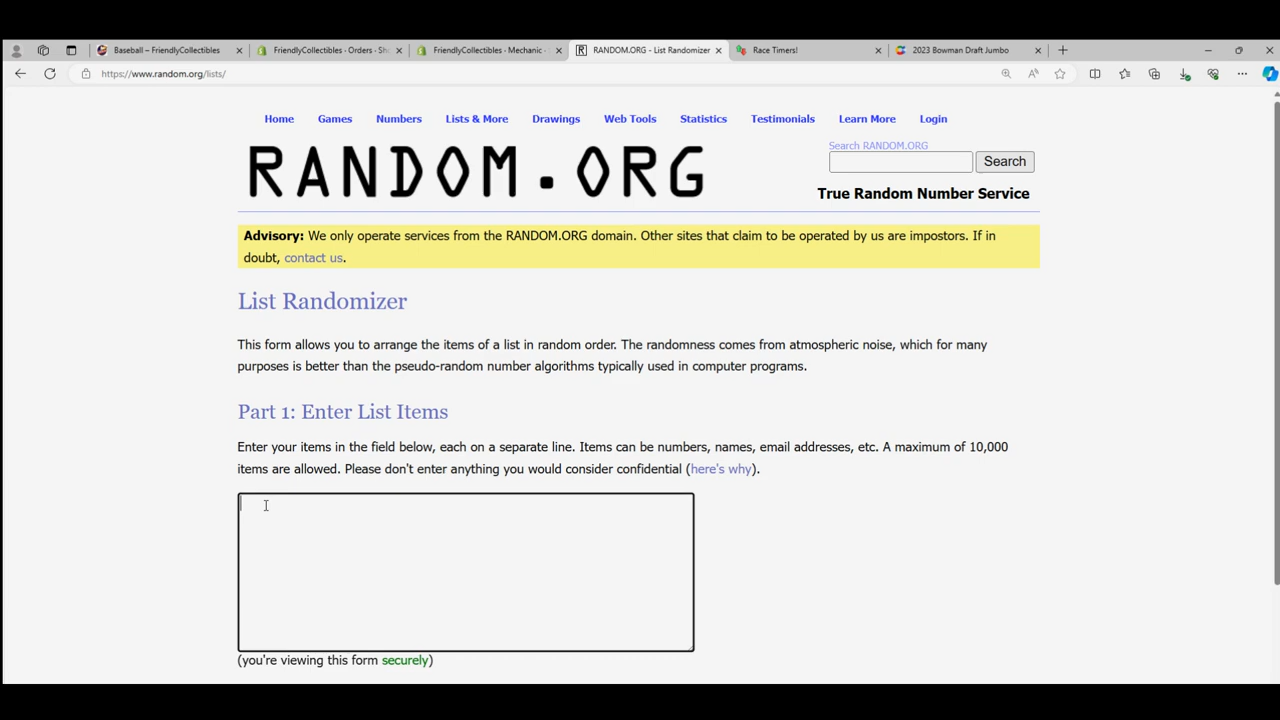 Baseball – FriendlyCollectibles
FriendlyCollectibles - Orders - Sh
FriendlyCollectibles - Mechanic -
RANDOM.ORG - List Randomizer
Race Timers!
2023 Bowman Draft Jumbo
https://www.random.org/lists/
Home Games Numbers Lists & More Drawings Web Tools Statistics Testimonials Learn More Login
RANDOM.ORG
Search RANDOM.ORG
Search
True Random Number Service
Advisory: We only operate services from the RANDOM.ORG domain. Other sites that claim to be operated by us are impostors. If in
doubt, contact us.
List Randomizer
This form allows you to arrange the items of a list in random order. The randomness comes from atmospheric noise, which for many
purposes is better than the pseudo-random number algorithms typically used in computer programs.
Part 1: Enter List Items
Enter your items in the field below, each on a separate line. Items can be numbers, names, email addresses, etc. A maximum of 10,000
items are allowed. Please don't enter anything you would consider confidential (here's why).
(you're viewing this form securely)